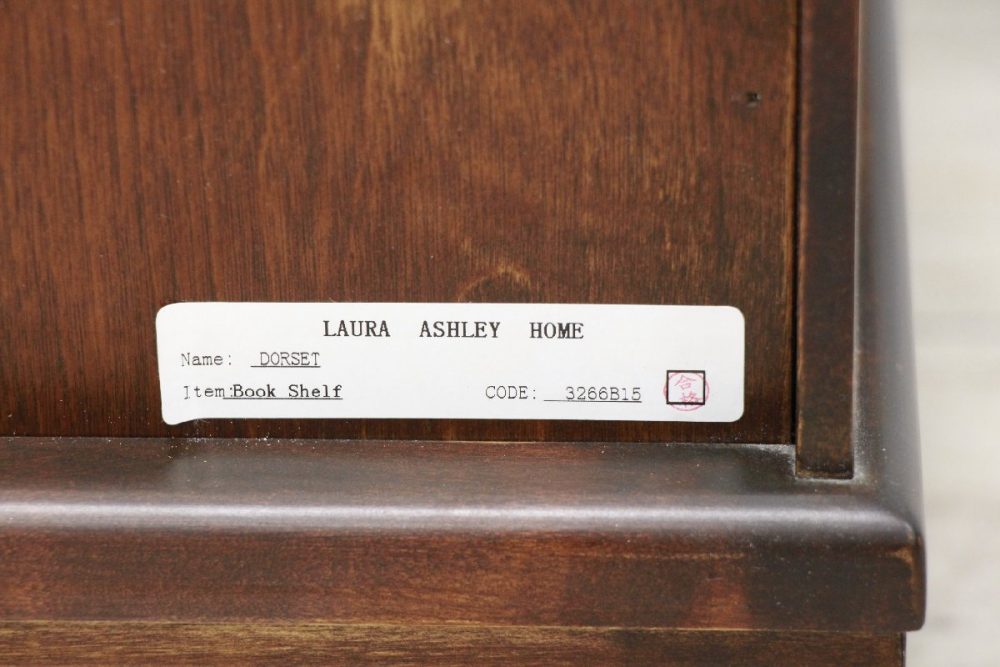 LAURA ASHLEY HOME
Name: DORSET
Item:Book Shelf CODE: 3266B15 合格